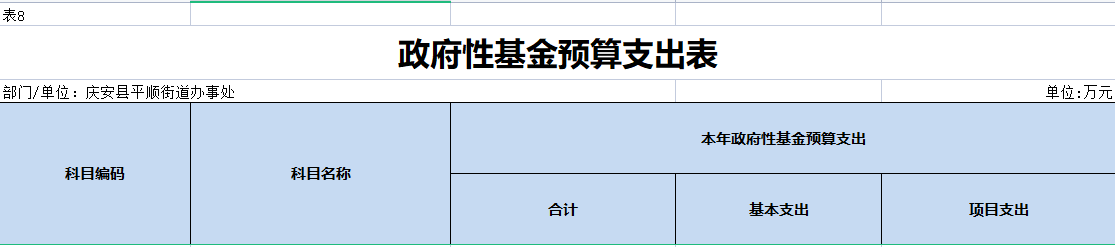 表8
政府性基金预算支出表
部门/单位：庆安县平顺街道办事处 单位:万元
科目编码 科目名称 本年政府性基金预算支出
合计 基本支出 项目支出